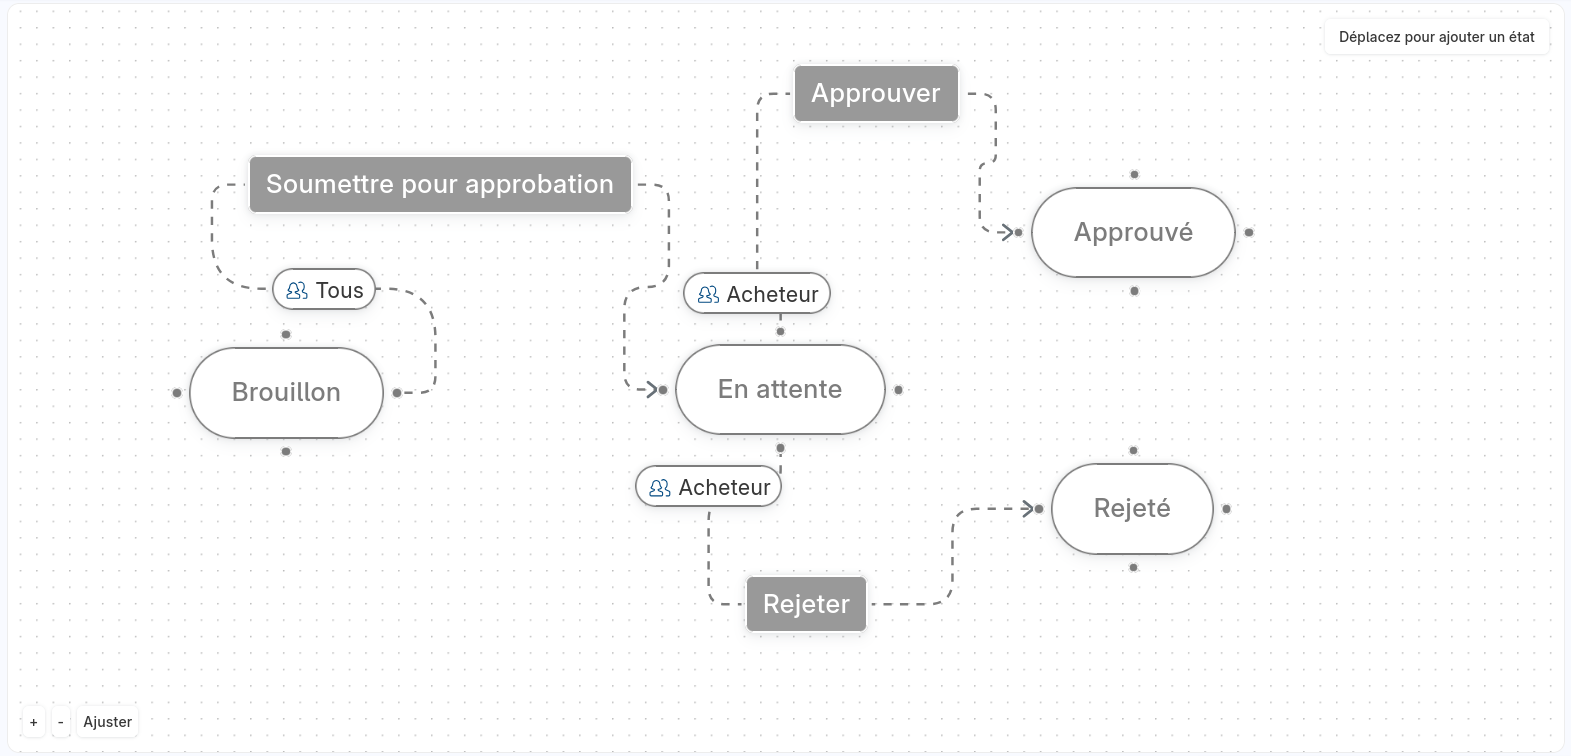 Déplacez pour ajouter un état
Approuver
Soumettre pour approbation
Approuvé
Tous
Acheteur
Brouillon
En attente
Acheteur
Rejeté
Rejeter
+ - Ajuster